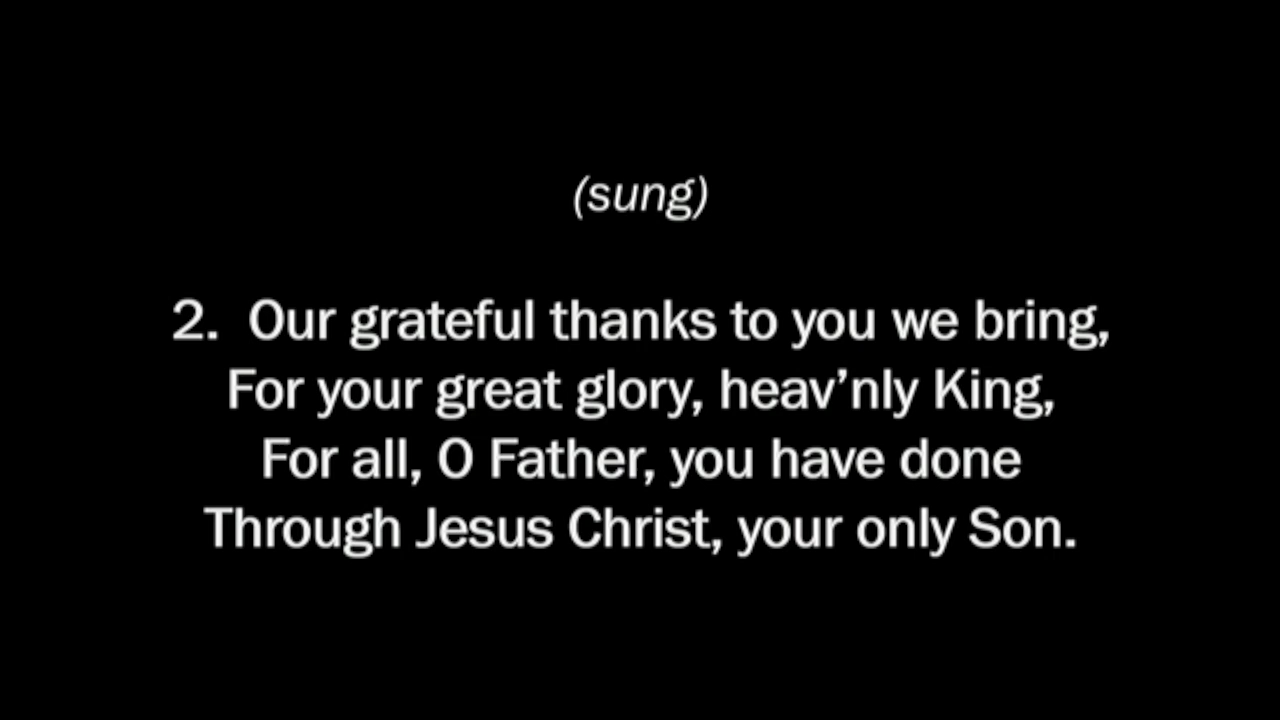 (sung)
2. Our grateful thanks to you we bring,
For your great glory, heav’nly King,
For all, O Father, you have done
Through Jesus Christ, your only Son.